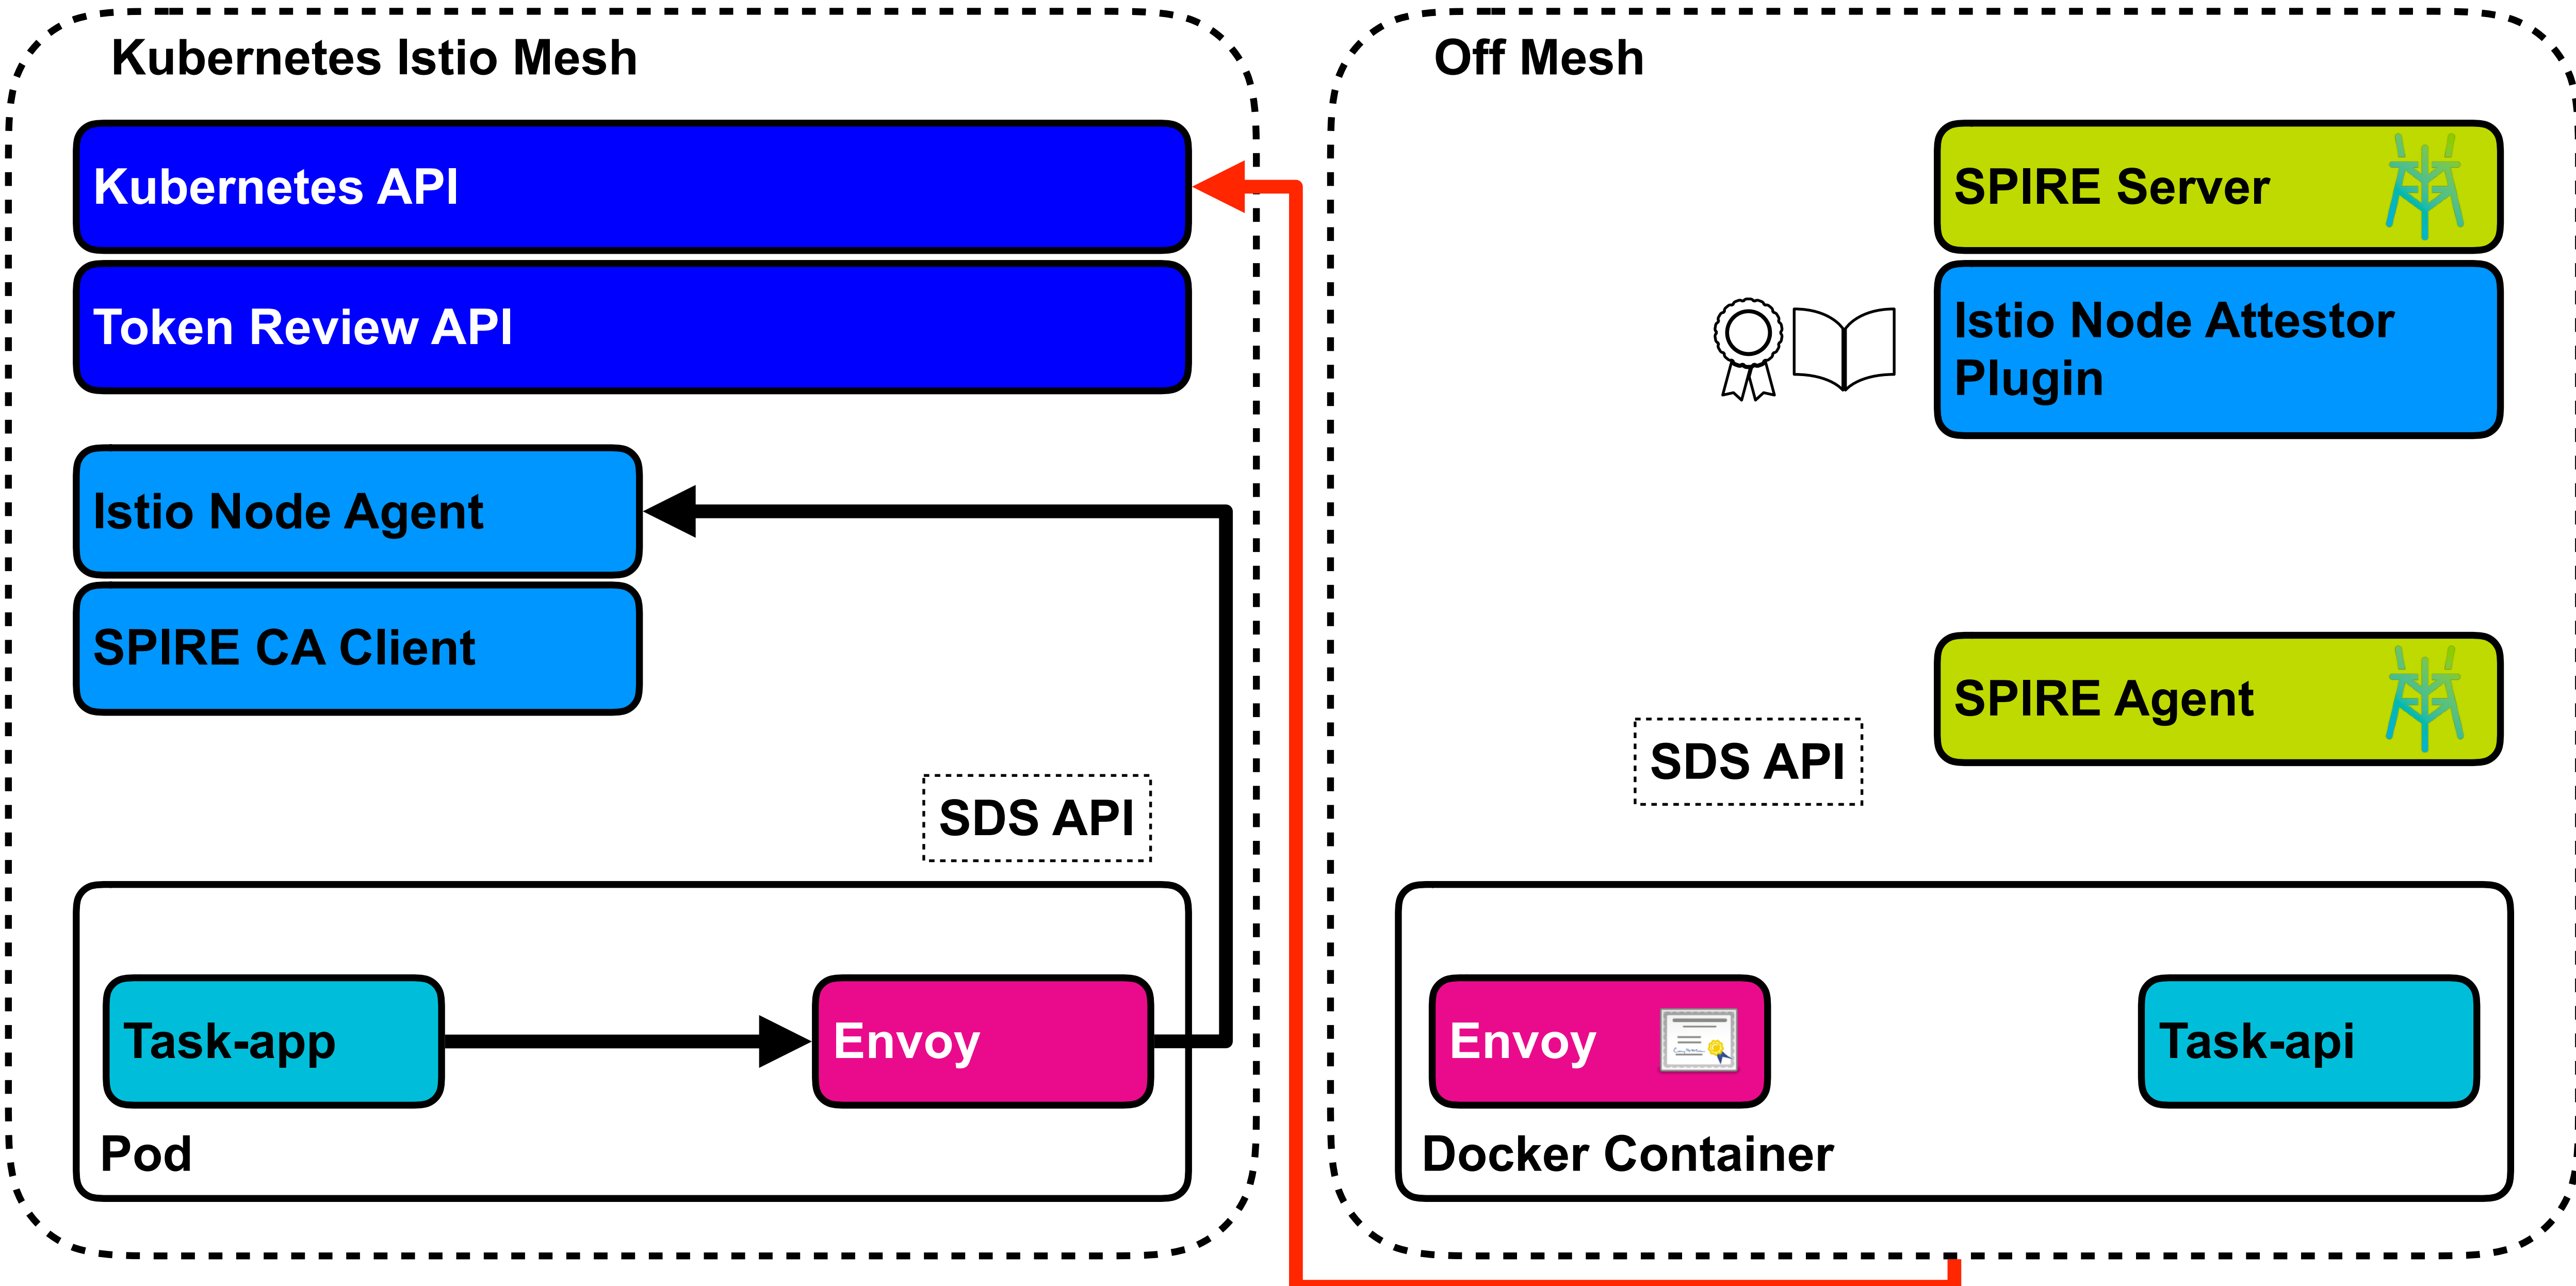 Kubernetes Istio Mesh
Kubernetes API
Token Review API
Istio Node Agent
SPIRE CA Client
SDS API
Task-app
Envoy
Pod
Off Mesh
SPIRE Server
Istio Node Attestor
Plugin
SPIRE Agent
SDS API
Envoy
Task-api
Docker Container